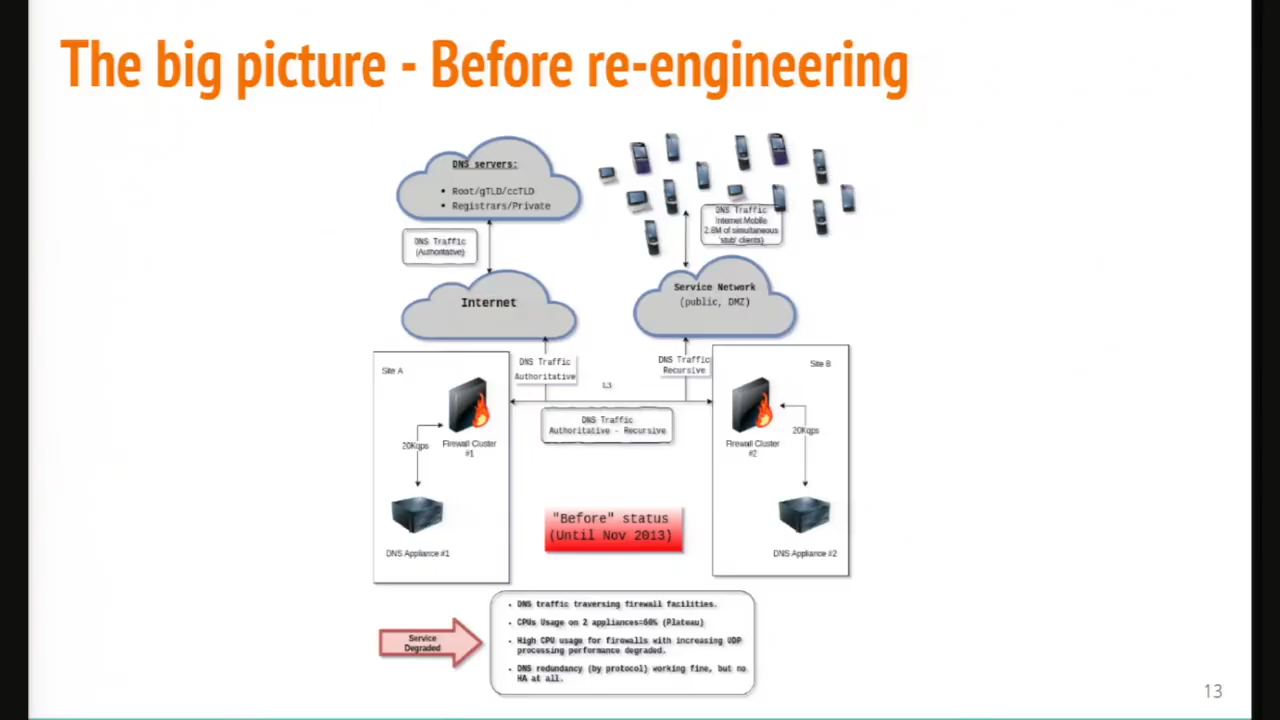 The big picture - Before re-engineering
DNS servers:
• Root/gTLD/ccTLD
• Registrars/Private
DNS Traffic
(Authoritative)
DNS Traffic
Internet Mobile
2.8M of simultaneous
'stub' clients)
Internet
Service Network
(public, DMZ)
DNS Traffic
Authoritative
DNS Traffic
Recursive
L3
Site A
Site B
DNS Traffic
Authoritative - Recursive
20Kqps
Firewall Cluster
#1
Firewall Cluster
#2
20Kqps
DNS Appliance #1
"Before" status
(Until Nov 2013)
DNS Appliance #2
Service
Degraded
• DNS traffic traversing firewall facilities.
• CPUs Usage on 2 appliances=60% (Plateau)
• High CPU usage for firewalls with increasing UDP
processing performance degraded.
• DNS redundancy (by protocol) working fine, but no
HA at all.
13